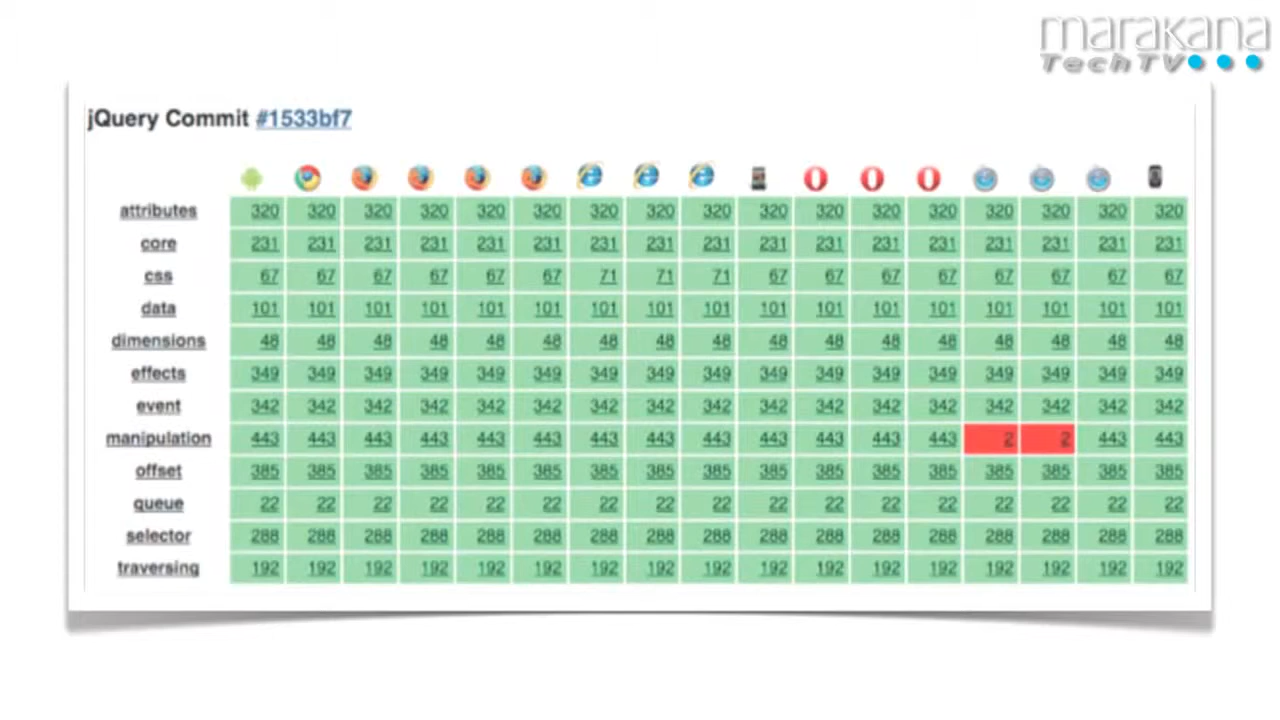 marakana
TechTV
jQuery Commit #1533bf7
attributes 320 320 320 320 320 320 320 320 320 320 320 320 320 320 320 320 320
core 231 231 231 231 231 231 231 231 231 231 231 231 231 231 231 231 231
css 67 67 67 67 67 67 71 71 71 67 67 67 67 67 67 67 67
data 101 101 101 101 101 101 101 101 101 101 101 101 101 101 101 101 101
dimensions 48 48 48 48 48 48 48 48 48 48 48 48 48 48 48 48 48
effects 349 349 349 349 349 349 349 349 349 349 349 349 349 349 349 349 349
event 342 342 342 342 342 342 342 342 342 342 342 342 342 342 342 342 342
manipulation 443 443 443 443 443 443 443 443 443 443 443 443 443 2 2 443 443
offset 385 385 385 385 385 385 385 385 385 385 385 385 385 385 385 385 385
queue 22 22 22 22 22 22 22 22 22 22 22 22 22 22 22 22 22
selector 288 288 288 288 288 288 288 288 288 288 288 288 288 288 288 288 288
traversing 192 192 192 192 192 192 192 192 192 192 192 192 192 192 192 192 192